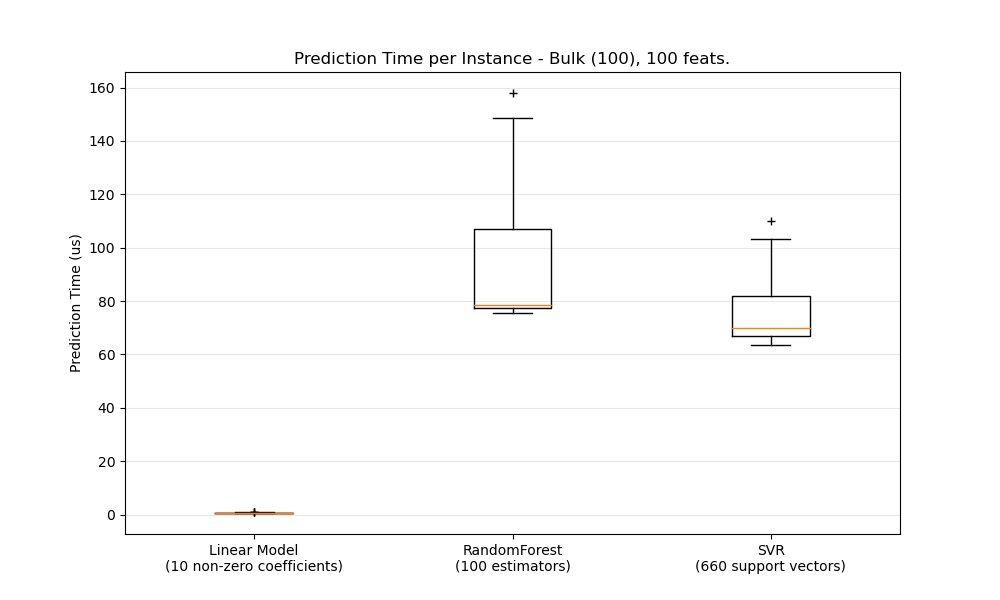 Prediction Time per Instance - Bulk (100), 100 feats.
160
140
120
100
80
60
40
20
0
Prediction Time (us)
Linear Model
(10 non-zero coefficients)
RandomForest
(100 estimators)
SVR
(660 support vectors)